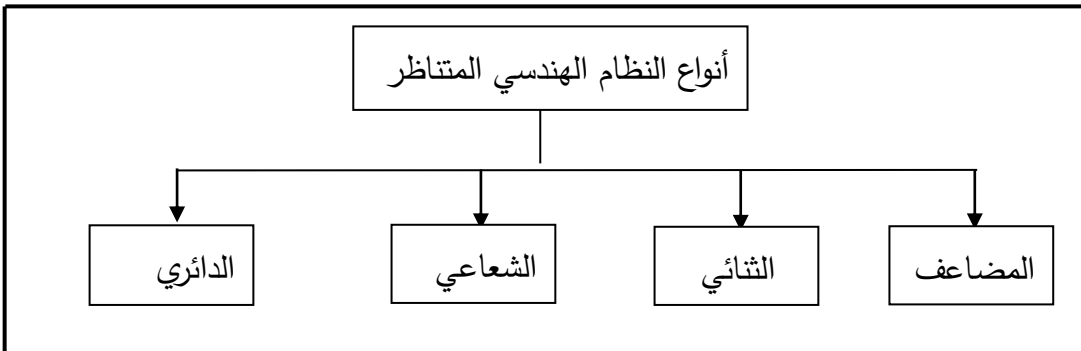 أنواع النظام الهندسي المتناظر
المضاعف
الثنائي
الشعاعي
الدائري